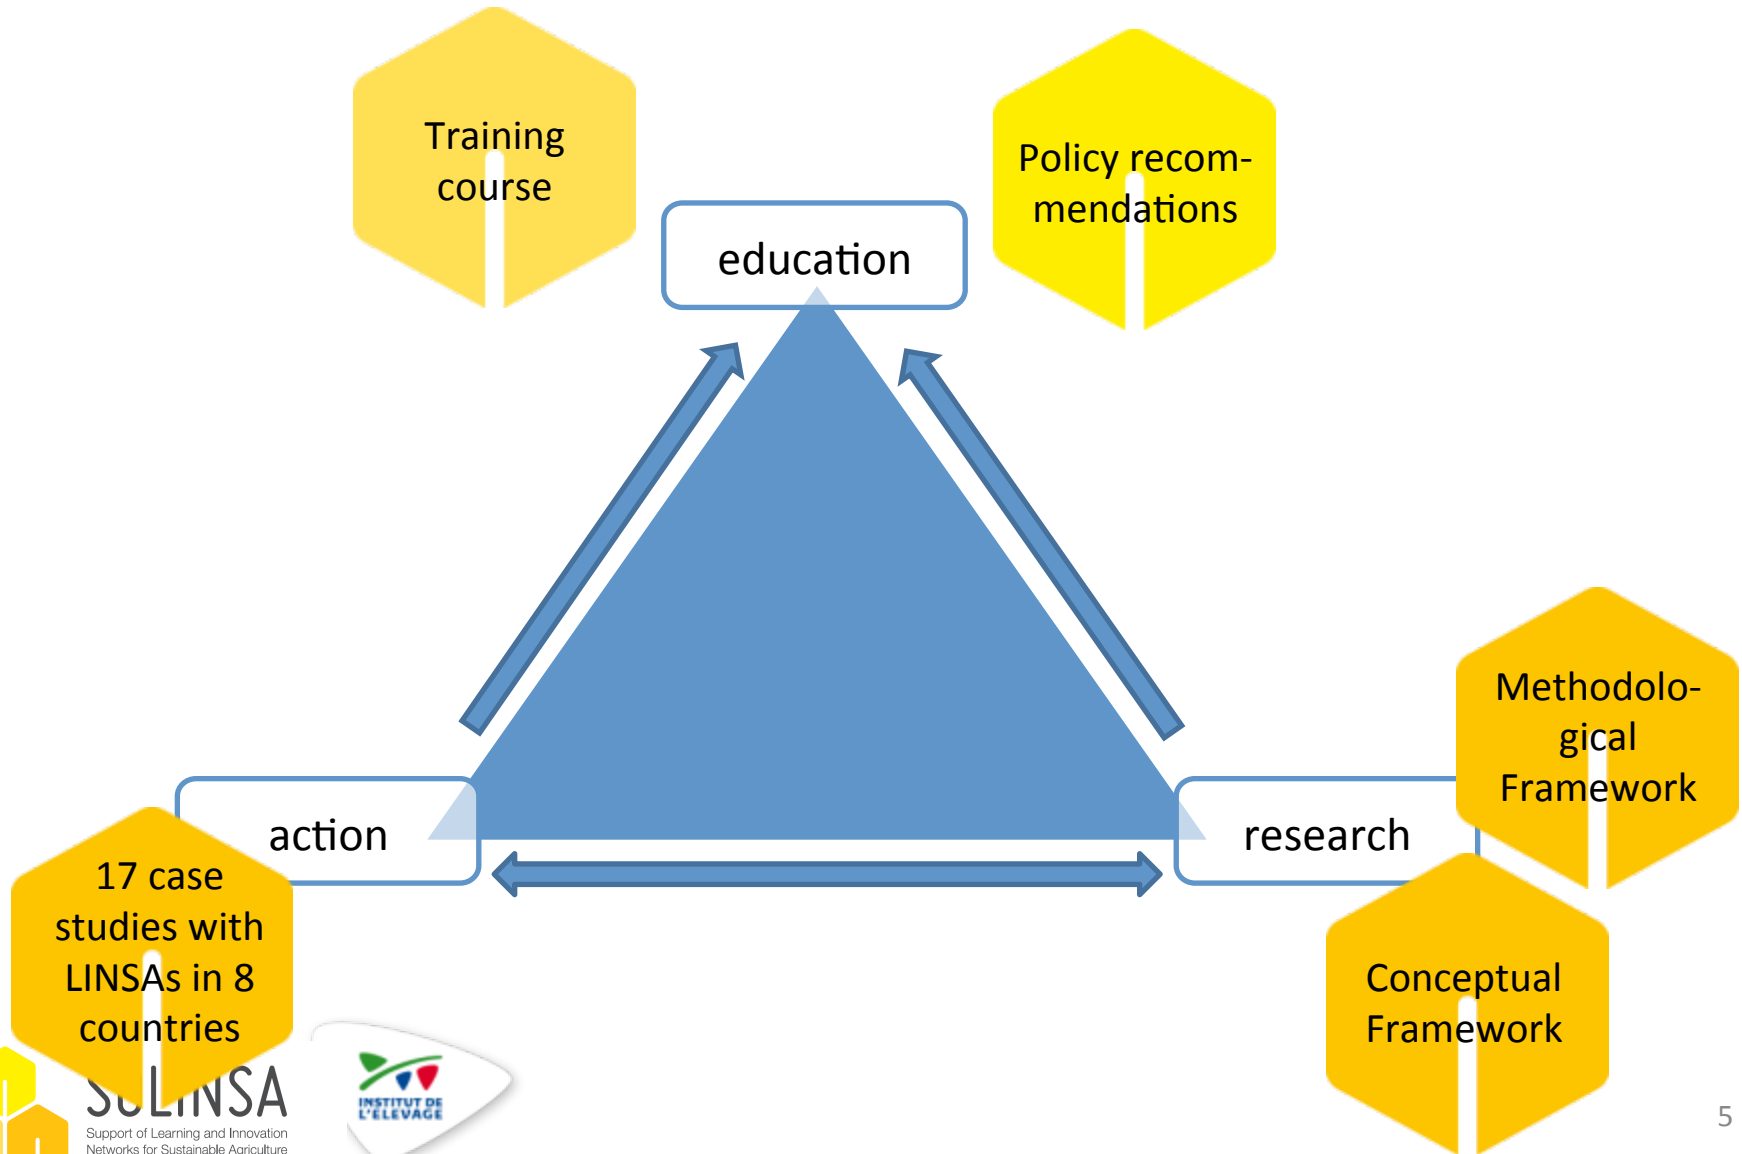 Training
course
Policy recom-
mendations
education
Methodolo-
gical
Framework
action
research
17 case
studies with
LINSAs in 8
countries
Conceptual
Framework
SOLINSA
Support of Learning and Innovation
Networks for Sustainable Agriculture
INSTITUT DE
L'ELEVAGE
5